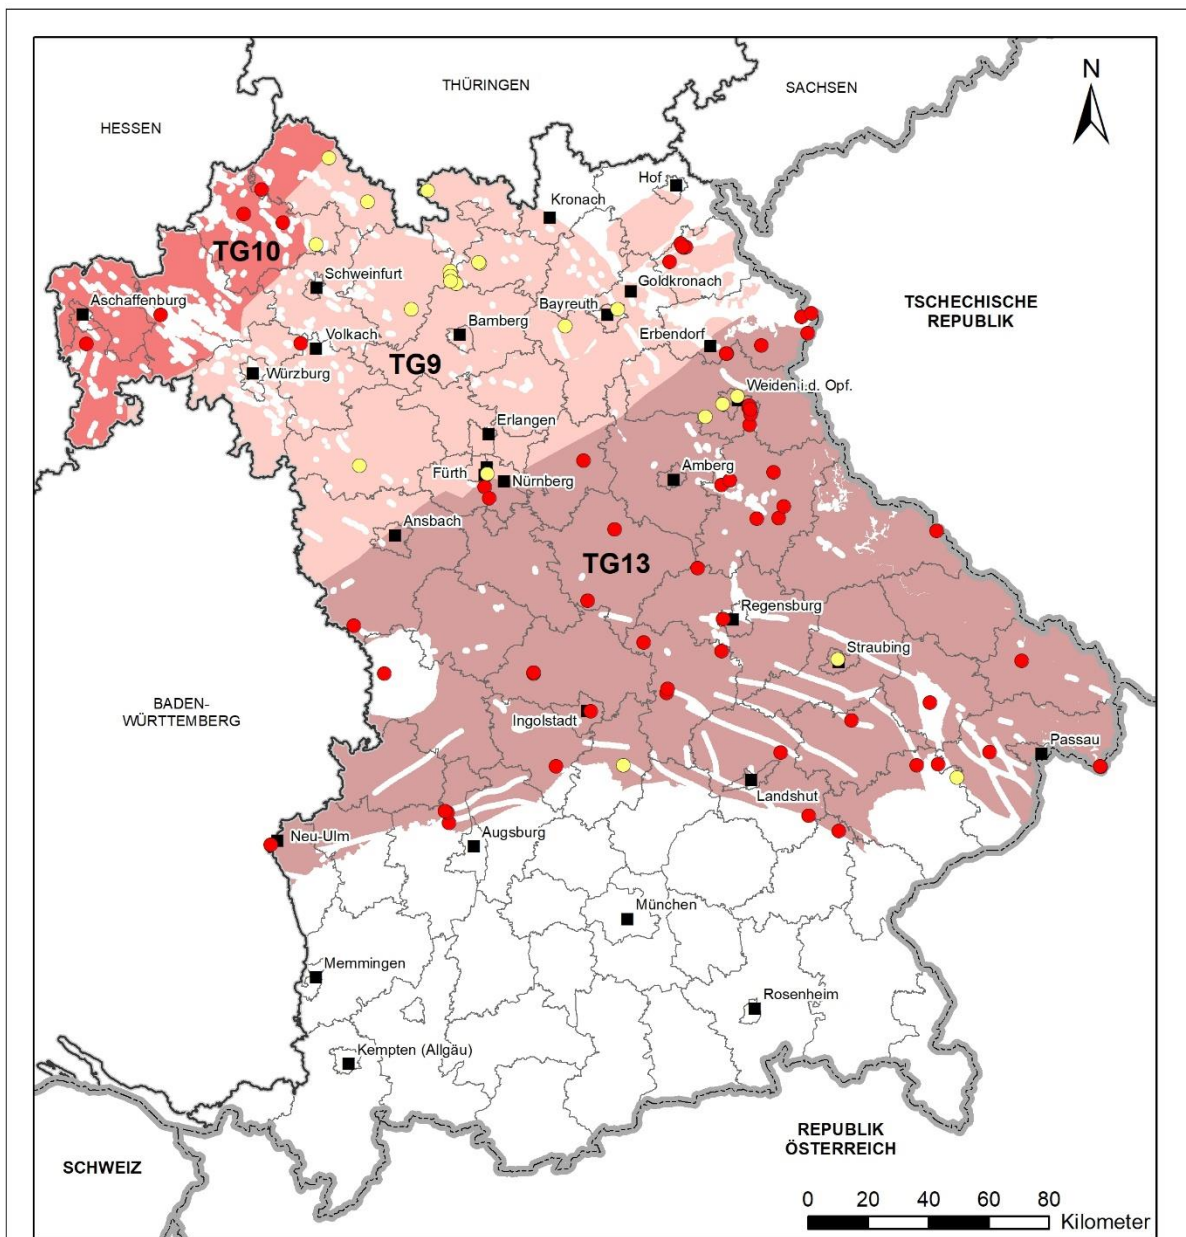 THÜRINGEN
SACHSEN
N
HESSEN
Hof
Kronach
TG10
Schweinfurt
Goldkronach
Aschaffenburg
Bayreuth
TSCHECHISCHE
REPUBLIK
Volkach
Bamberg
Erbendorf
TG9
Würzburg
Weiden i.d. Opf.
Erlangen
Fürth
Nürnberg
Amberg
Ansbach
TG13
Regensburg
Straubing
BADEN-
WÜRTTEMBERG
Ingolstadt
Passau
Landshut
Neu-Ulm
Augsburg
München
Memmingen
Rosenheim
Kempten (Allgäu)
REPUBLIK
ÖSTERREICH
SCHWEIZ
0 20 40 60 80
Kilometer